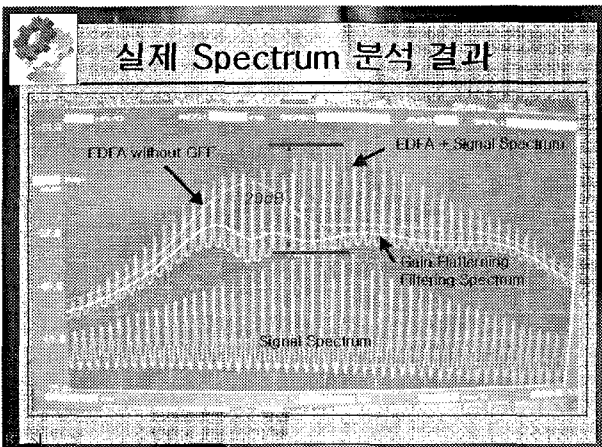 실제 Spectrum 분석 결과
EDFA without GFF
EDFA + Signal Spectrum
20dB
Gain Flatterning
Filtering Spectrum
Signal Spectrum